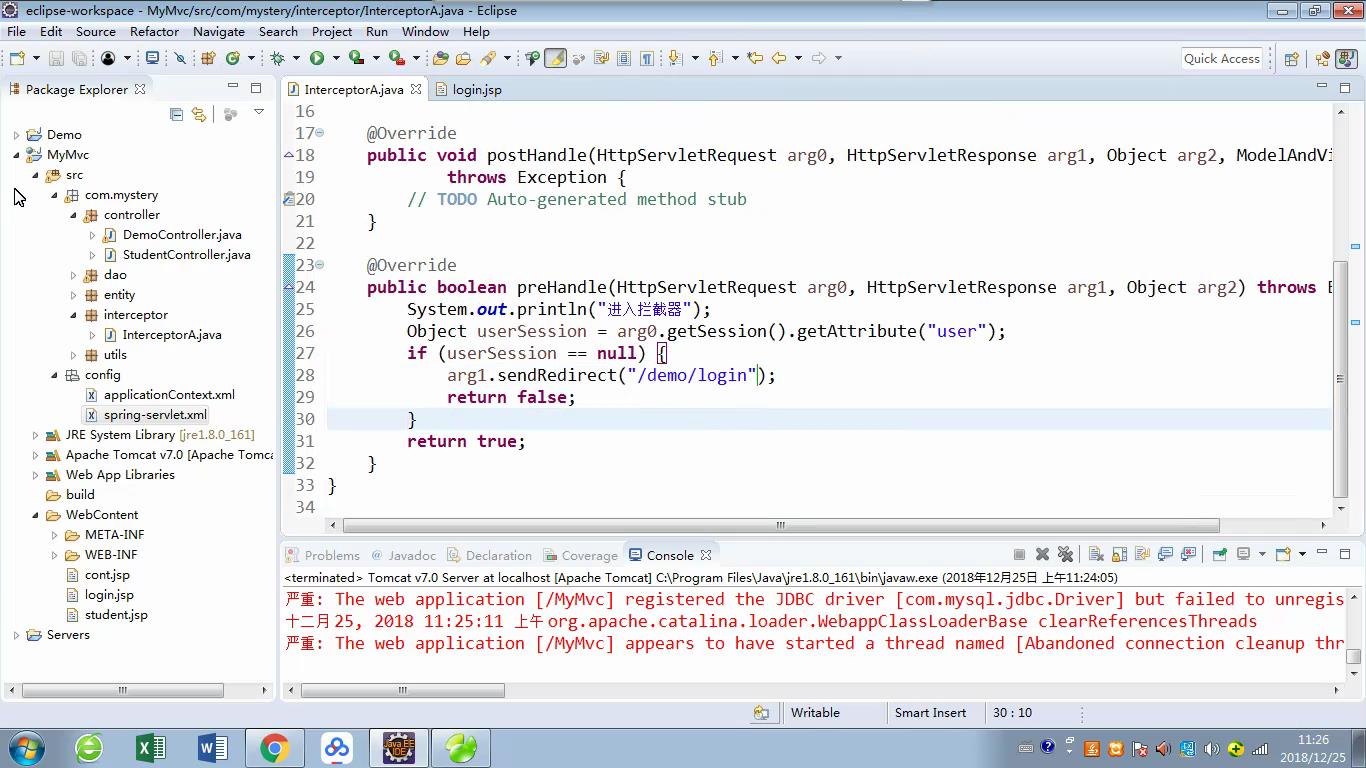 eclipse-workspace - MyMvc/src/com/mystery/interceptor/InterceptorA.java - Eclipse
File Edit Source Refactor Navigate Search Project Run Window Help
Quick Access
Package Explorer
InterceptorA.java login.jsp
Demo
MyMvc
src
com.mystery
controller
DemoController.java
StudentController.java
dao
entity
interceptor
InterceptorA.java
utils
config
applicationContext.xml
spring-servlet.xml
JRE System Library [jre1.8.0_161]
Apache Tomcat v7.0 [Apache Tomca
Web App Libraries
build
WebContent
META-INF
WEB-INF
cont.jsp
login.jsp
student.jsp
Servers
16
17 @Override
18 public void postHandle(HttpServletRequest arg0, HttpServletResponse arg1, Object arg2, ModelAndVi
19 throws Exception {
20 // TODO Auto-generated method stub
21 }
22
23 @Override
24 public boolean preHandle(HttpServletRequest arg0, HttpServletResponse arg1, Object arg2) throws E
25 System.out.println("进入拦截器");
26 Object userSession = arg0.getSession().getAttribute("user");
27 if (userSession == null) {
28 arg1.sendRedirect("/demo/login");
29 return false;
30 }
31 return true;
32 }
33 }
34
Problems Javadoc Declaration Coverage Console
<terminated> Tomcat v7.0 Server at localhost [Apache Tomcat] C:\Program Files\Java\jre1.8.0_161\bin\javaw.exe (2018年12月25日 上午11:24:05)
严重: The web application [/MyMvc] registered the JDBC driver [com.mysql.jdbc.Driver] but failed to unregis
十二月 25, 2018 11:25:11 上午 org.apache.catalina.loader.WebappClassLoaderBase clearReferencesThreads
严重: The web application [/MyMvc] appears to have started a thread named [Abandoned connection cleanup thr
Writable Smart Insert 30 : 10
11:26
2018/12/25